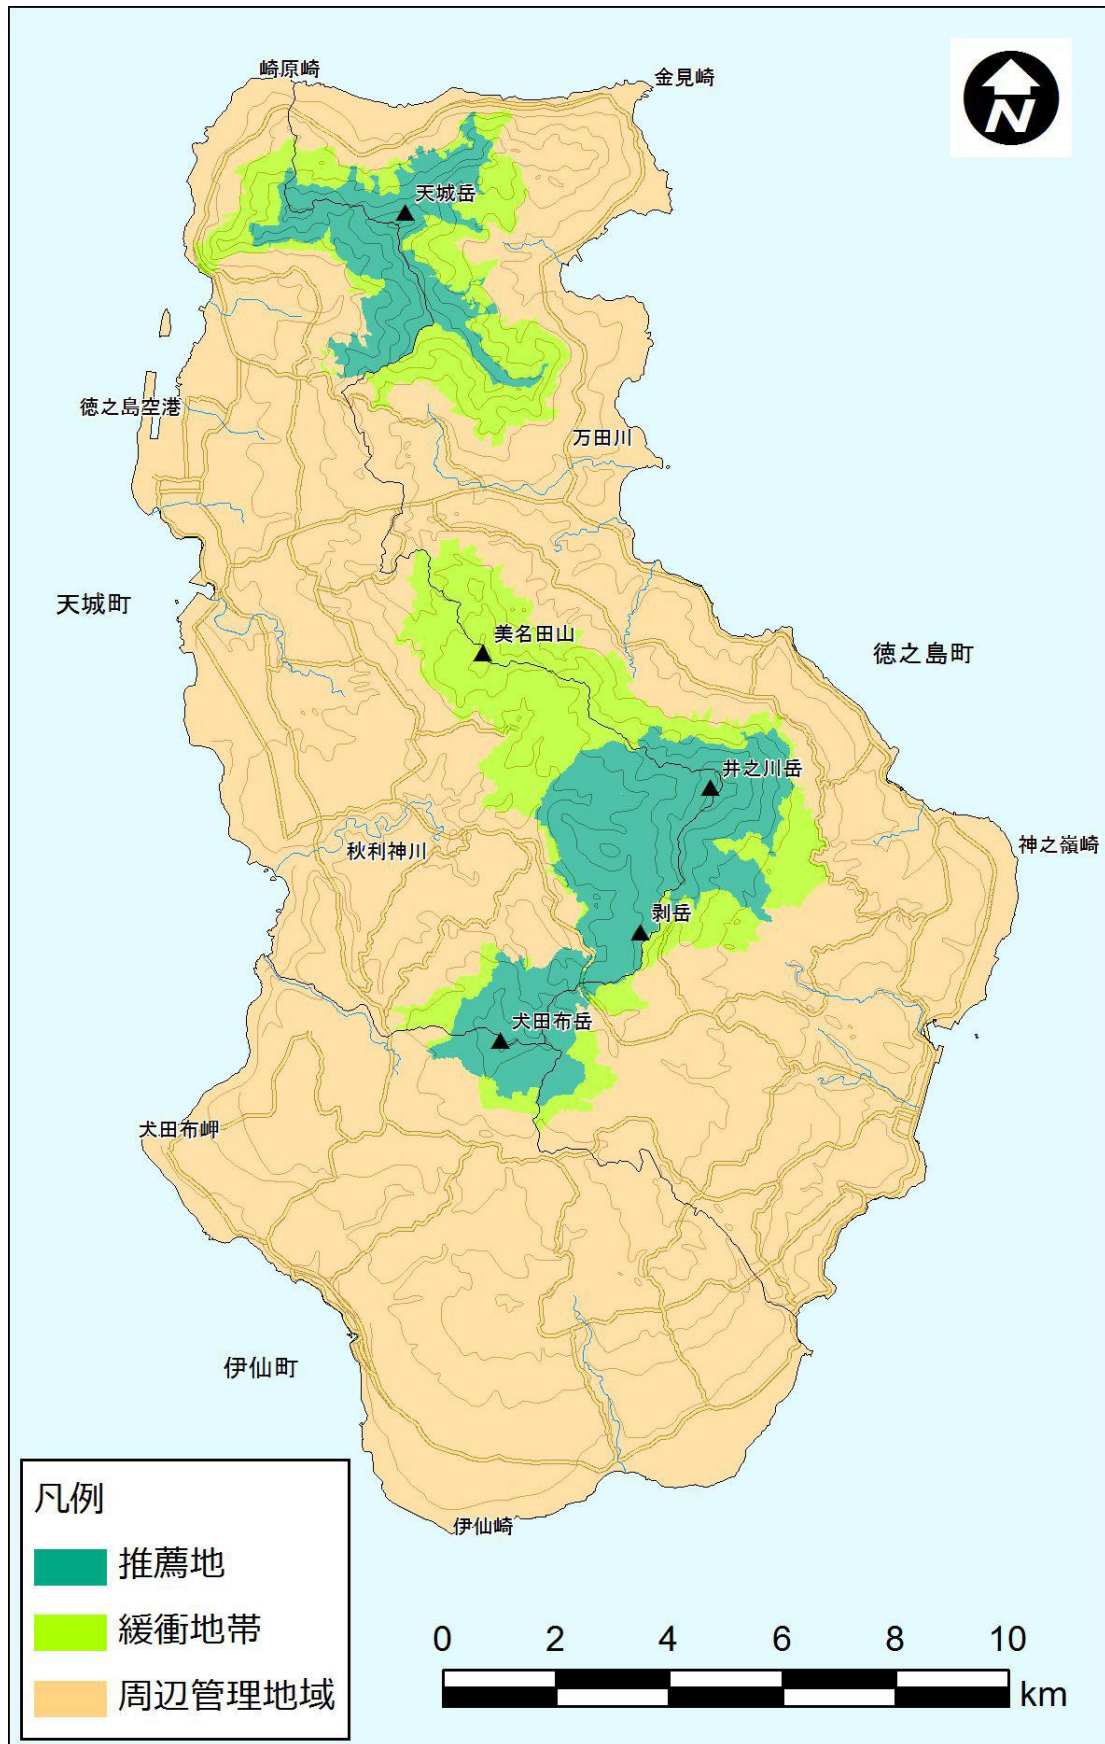 崎原崎
金見崎
N
天城岳
徳之島空港
万田川
天城町
美名田山
徳之島町
井之川岳
秋利神川
神之嶺崎
剥岳
犬田布岳
犬田布岬
伊仙町
伊仙崎
凡例
推薦地
緩衝地帯
周辺管理地域
0 2 4 6 8 10
km